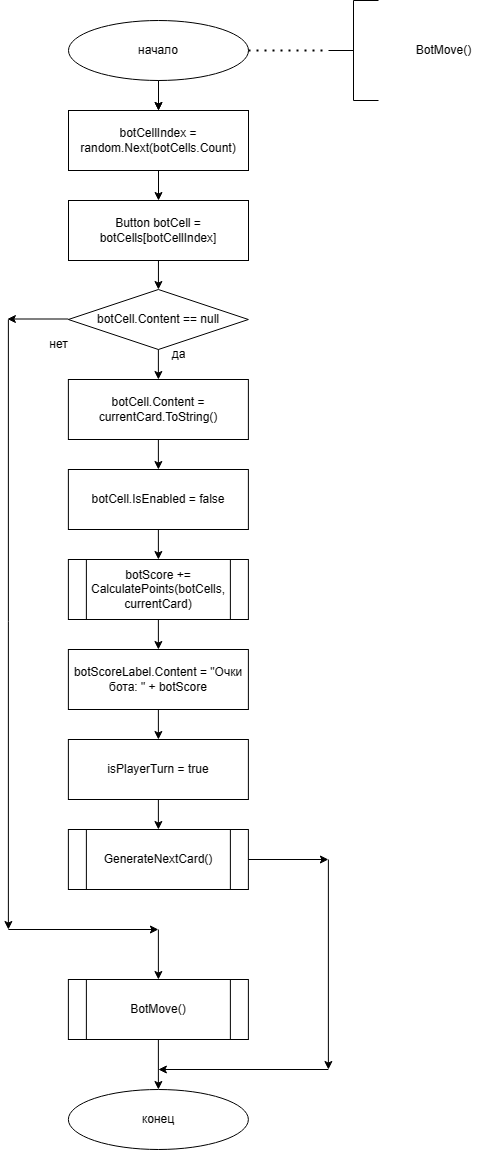 начало
BotMove()
botCellIndex =
random.Next(botCells.Count)
Button botCell =
botCells[botCellIndex]
botCell.Content == null
нет
да
botCell.Content =
currentCard.ToString()
botCell.IsEnabled = false
botScore +=
CalculatePoints(botCells,
currentCard)
botScoreLabel.Content = "Очки
бота: " + botScore
isPlayerTurn = true
GenerateNextCard()
BotMove()
конец